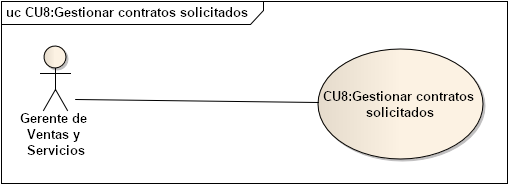 uc CU8:Gestionar contratos solicitados
CU8:Gestionar contratos
solicitados
Gerente de
Ventas y
Servicios